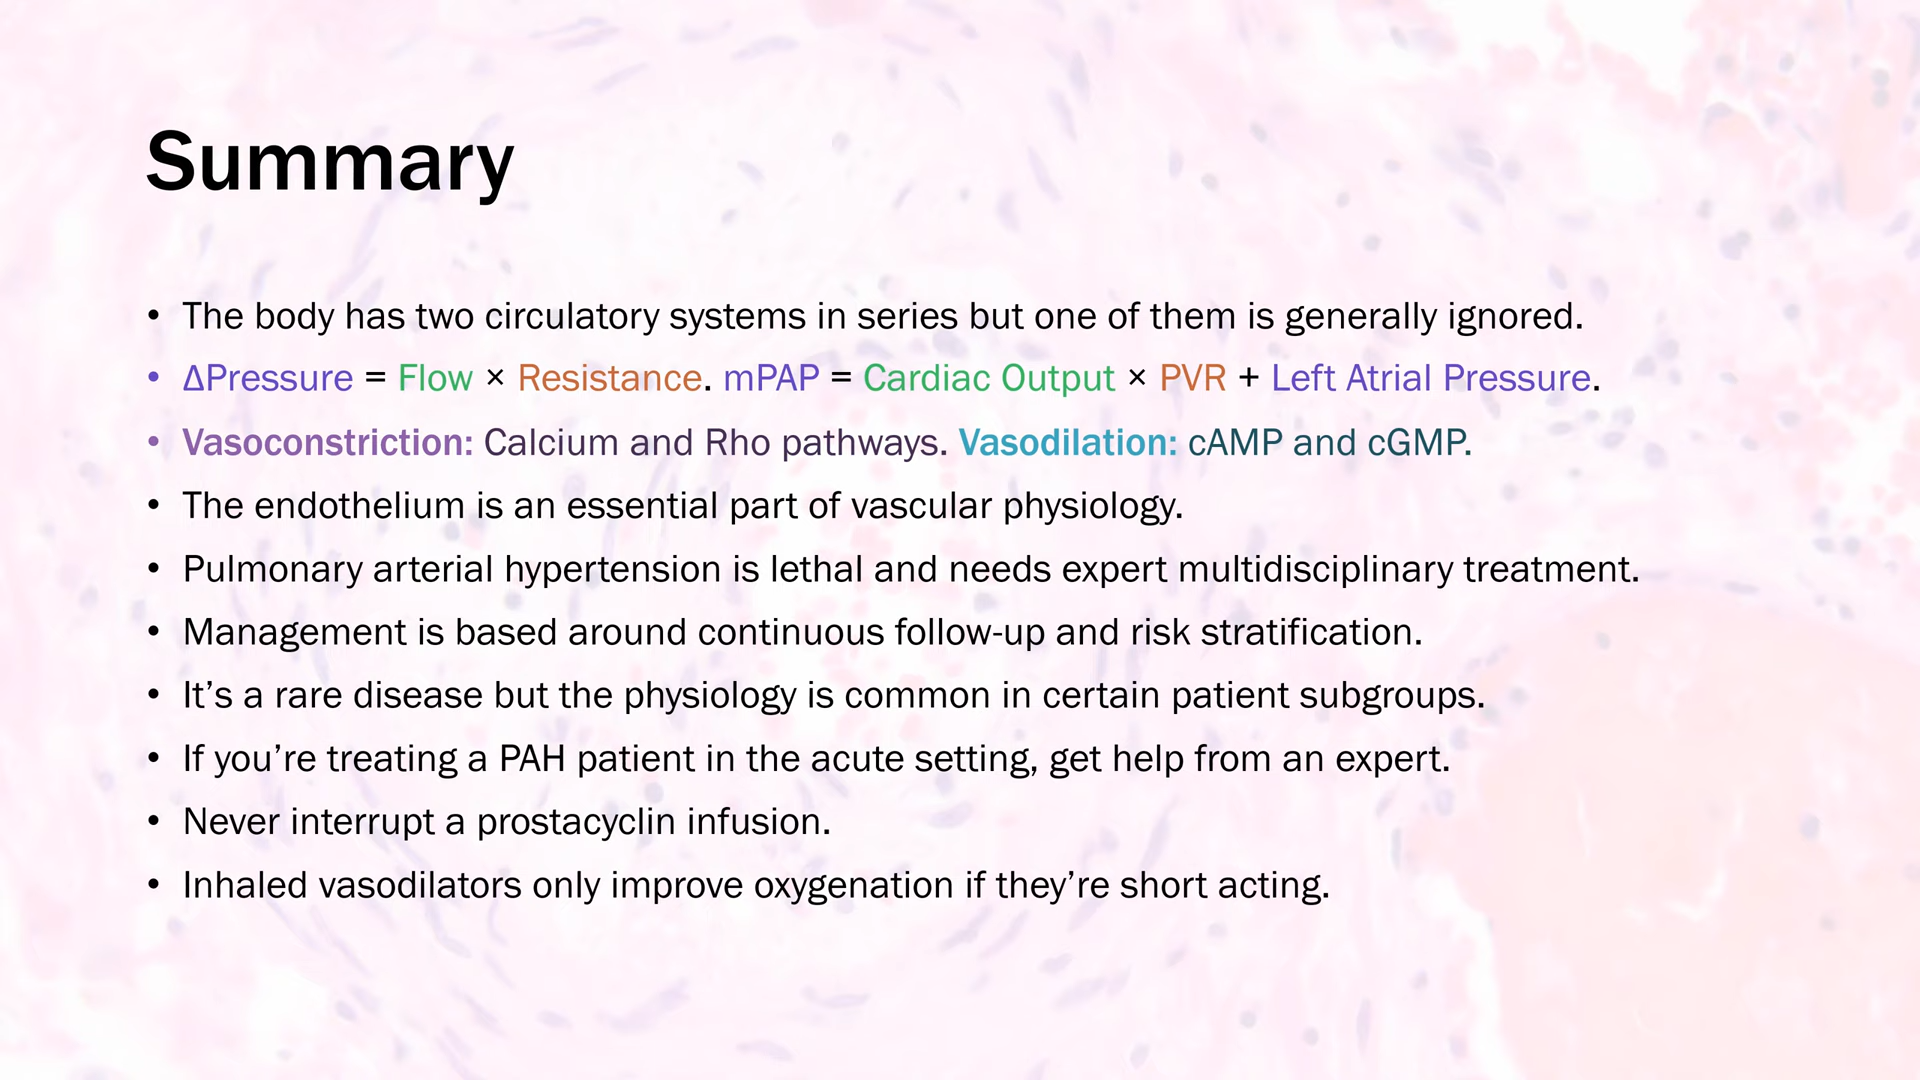 Summary
• The body has two circulatory systems in series but one of them is generally ignored.
• ΔPressure = Flow × Resistance. mPAP = Cardiac Output × PVR + Left Atrial Pressure.
• Vasoconstriction: Calcium and Rho pathways. Vasodilation: cAMP and cGMP.
• The endothelium is an essential part of vascular physiology.
• Pulmonary arterial hypertension is lethal and needs expert multidisciplinary treatment.
• Management is based around continuous follow-up and risk stratification.
• It’s a rare disease but the physiology is common in certain patient subgroups.
• If you’re treating a PAH patient in the acute setting, get help from an expert.
• Never interrupt a prostacyclin infusion.
• Inhaled vasodilators only improve oxygenation if they’re short acting.